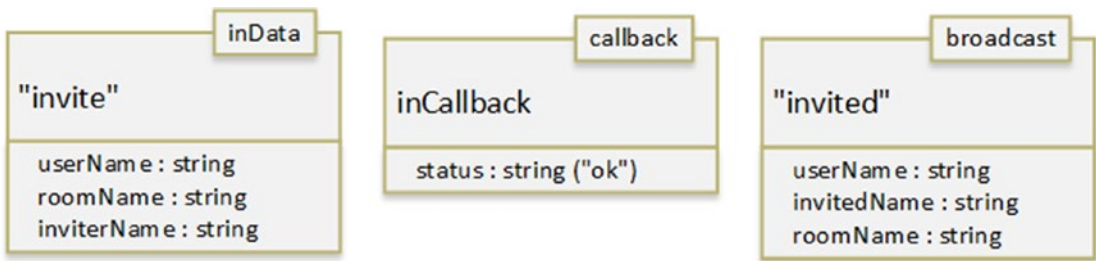 inData
"invite"
userName : string
roomName : string
inviterName : string
callback
inCallback
status : string ("ok")
broadcast
"invited"
userName : string
invitedName : string
roomName : string